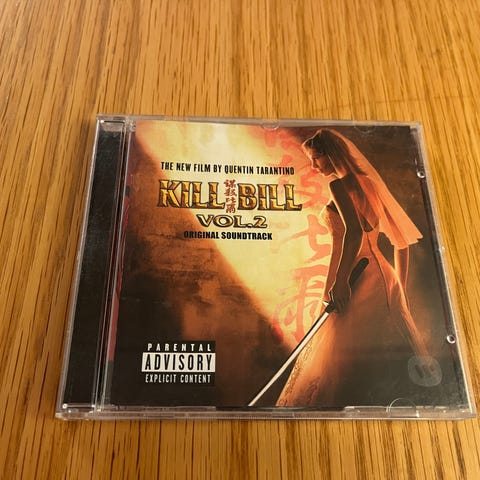 THE NEW FILM BY QUENTIN TARANTINO
KILL BILL
VOL.2
ORIGINAL SOUNDTRACK
PARENTAL
ADVISORY
EXPLICIT CONTENT